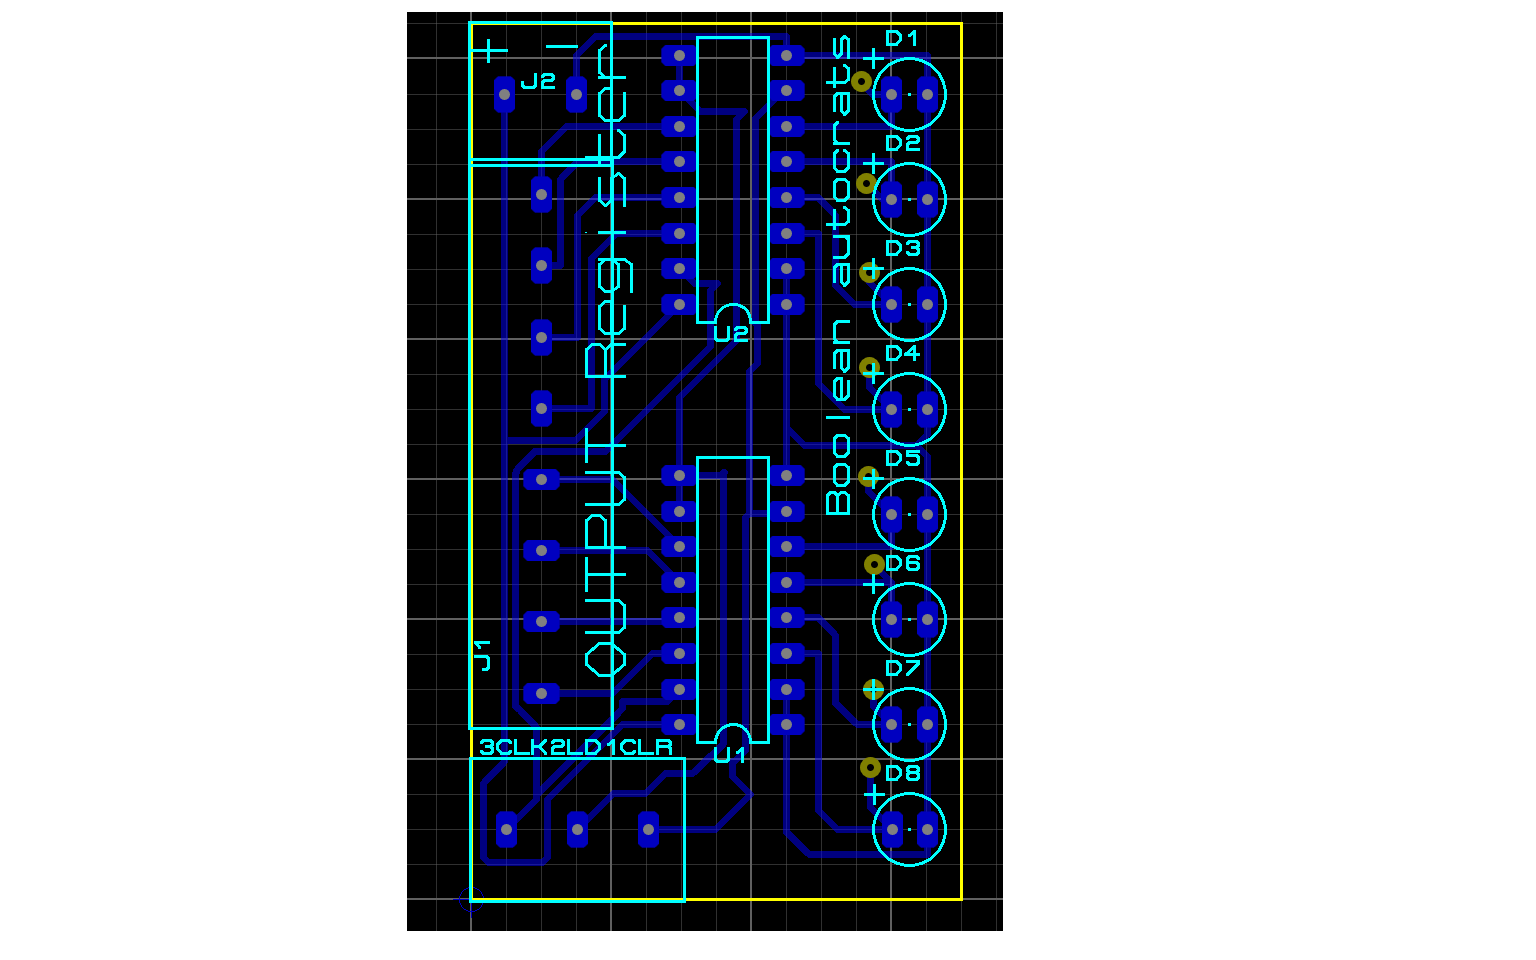 + −
J2
D1
+
D2
+
D3
+
D4
+
D5
+
D6
+
D7
+
D8
+
U2
U1
J1
OUTPUT Register
Boolean autocrats
3CLK2LD1CLR